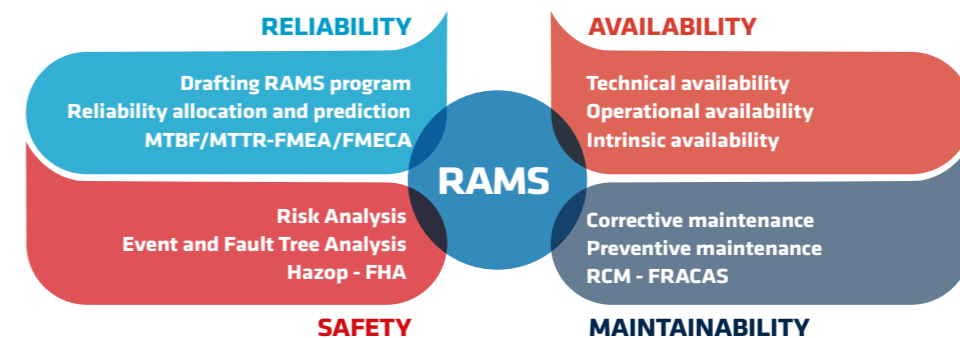 RELIABILITY
Drafting RAMS program
Reliability allocation and prediction
MTBF/MTTR-FMEA/FMECA
AVAILABILITY
Technical availability
Operational availability
Intrinsic availability
RAMS
Risk Analysis
Event and Fault Tree Analysis
Hazop - FHA
SAFETY
Corrective maintenance
Preventive maintenance
RCM - FRACAS
MAINTAINABILITY